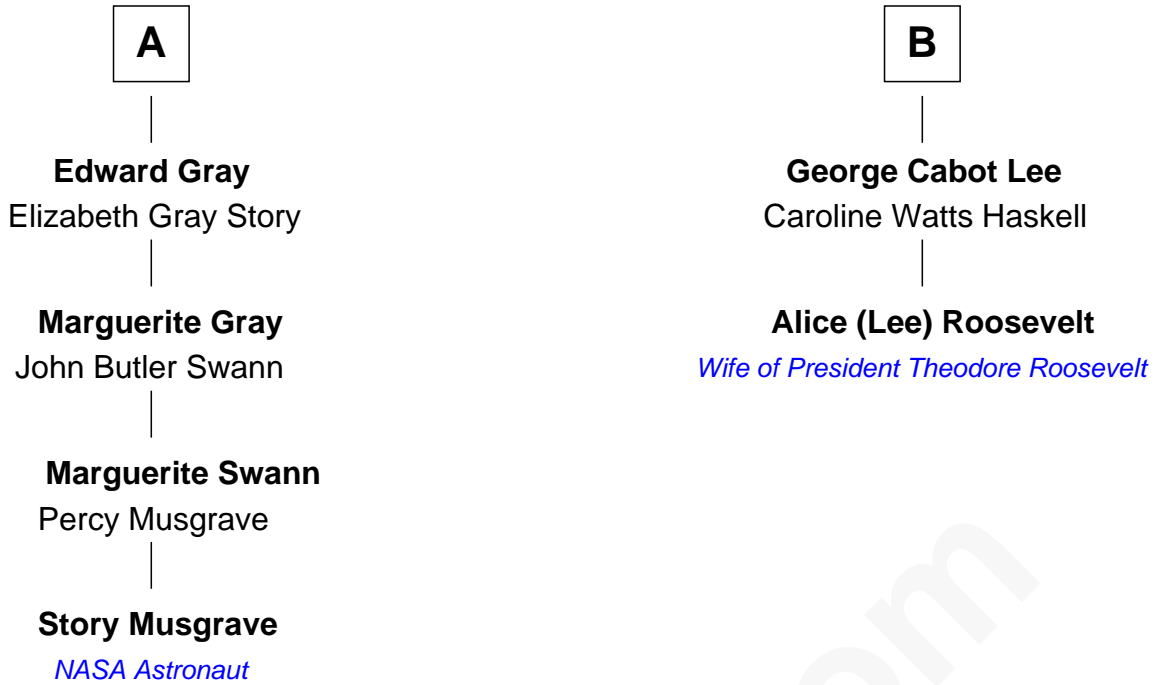 A
Edward Gray
Elizabeth Gray Story
Marguerite Gray
John Butler Swann
Marguerite Swann
Percy Musgrave
Story Musgrave
NASA Astronaut
B
George Cabot Lee
Caroline Watts Haskell
Alice (Lee) Roosevelt
Wife of President Theodore Roosevelt
om